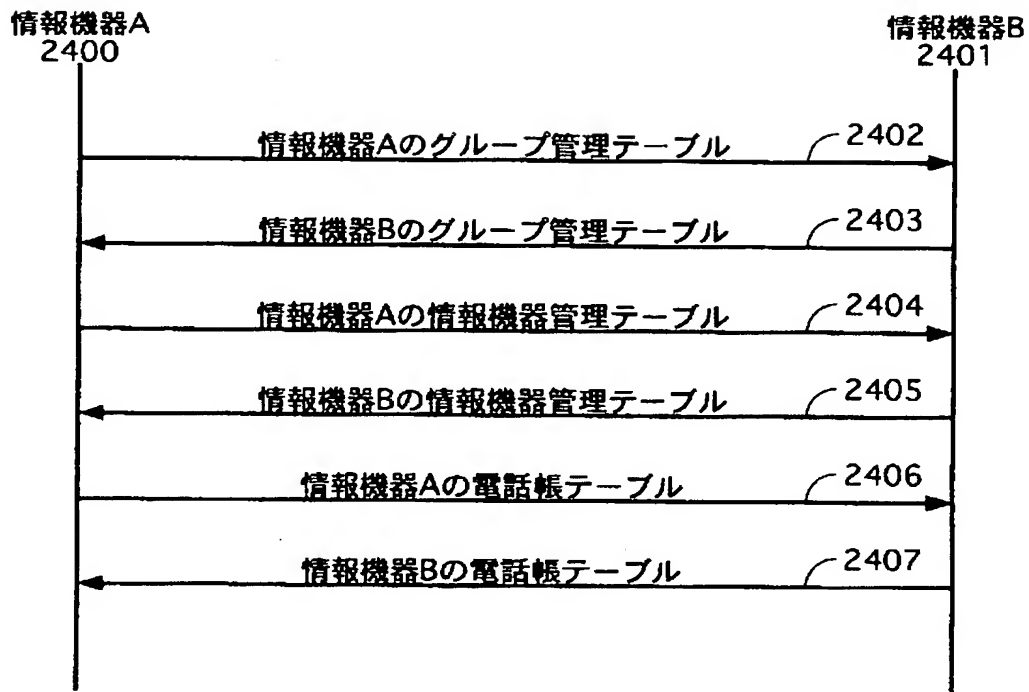 情報機器A
2400
情報機器B
2401
情報機器Aのグループ管理テーブル
2402
情報機器Bのグループ管理テーブル
2403
情報機器Aの情報機器管理テーブル
2404
情報機器Bの情報機器管理テーブル
2405
情報機器Aの電話帳テーブル
2406
情報機器Bの電話帳テーブル
2407